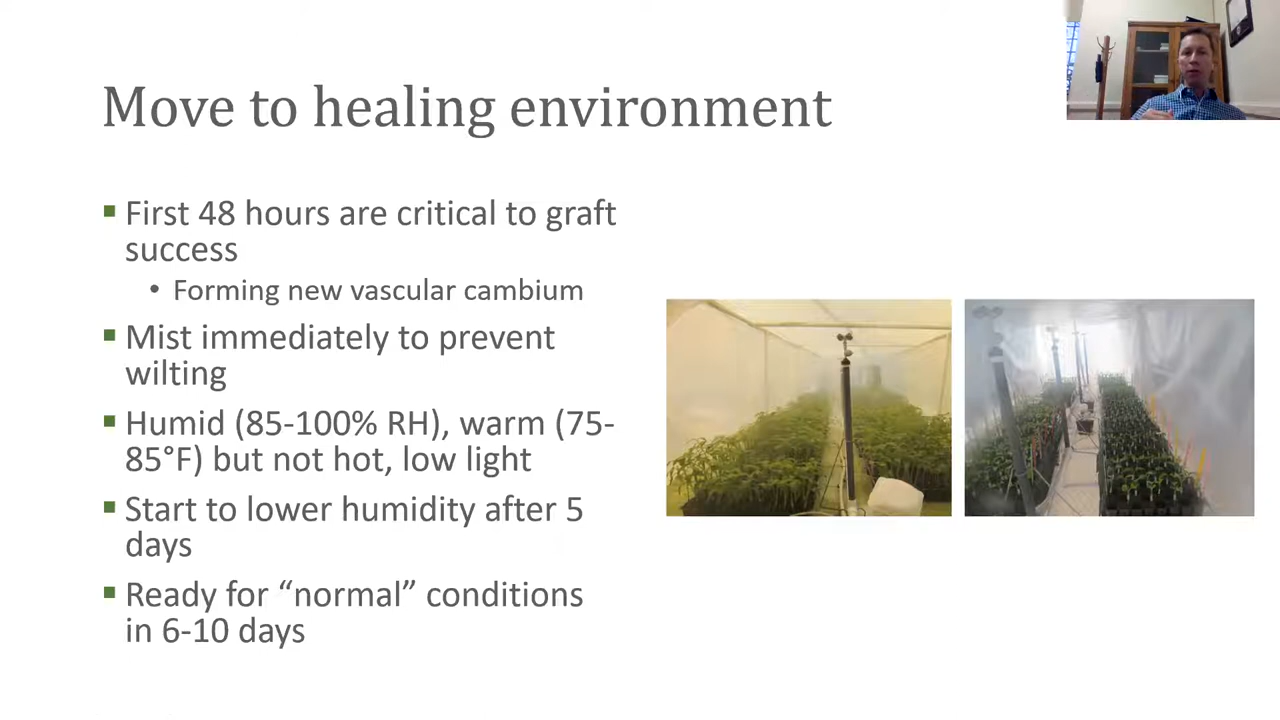 Move to healing environment
▪ First 48 hours are critical to graft
success
• Forming new vascular cambium
▪ Mist immediately to prevent
wilting
▪ Humid (85-100% RH), warm (75-
85°F) but not hot, low light
▪ Start to lower humidity after 5
days
▪ Ready for “normal” conditions
in 6-10 days